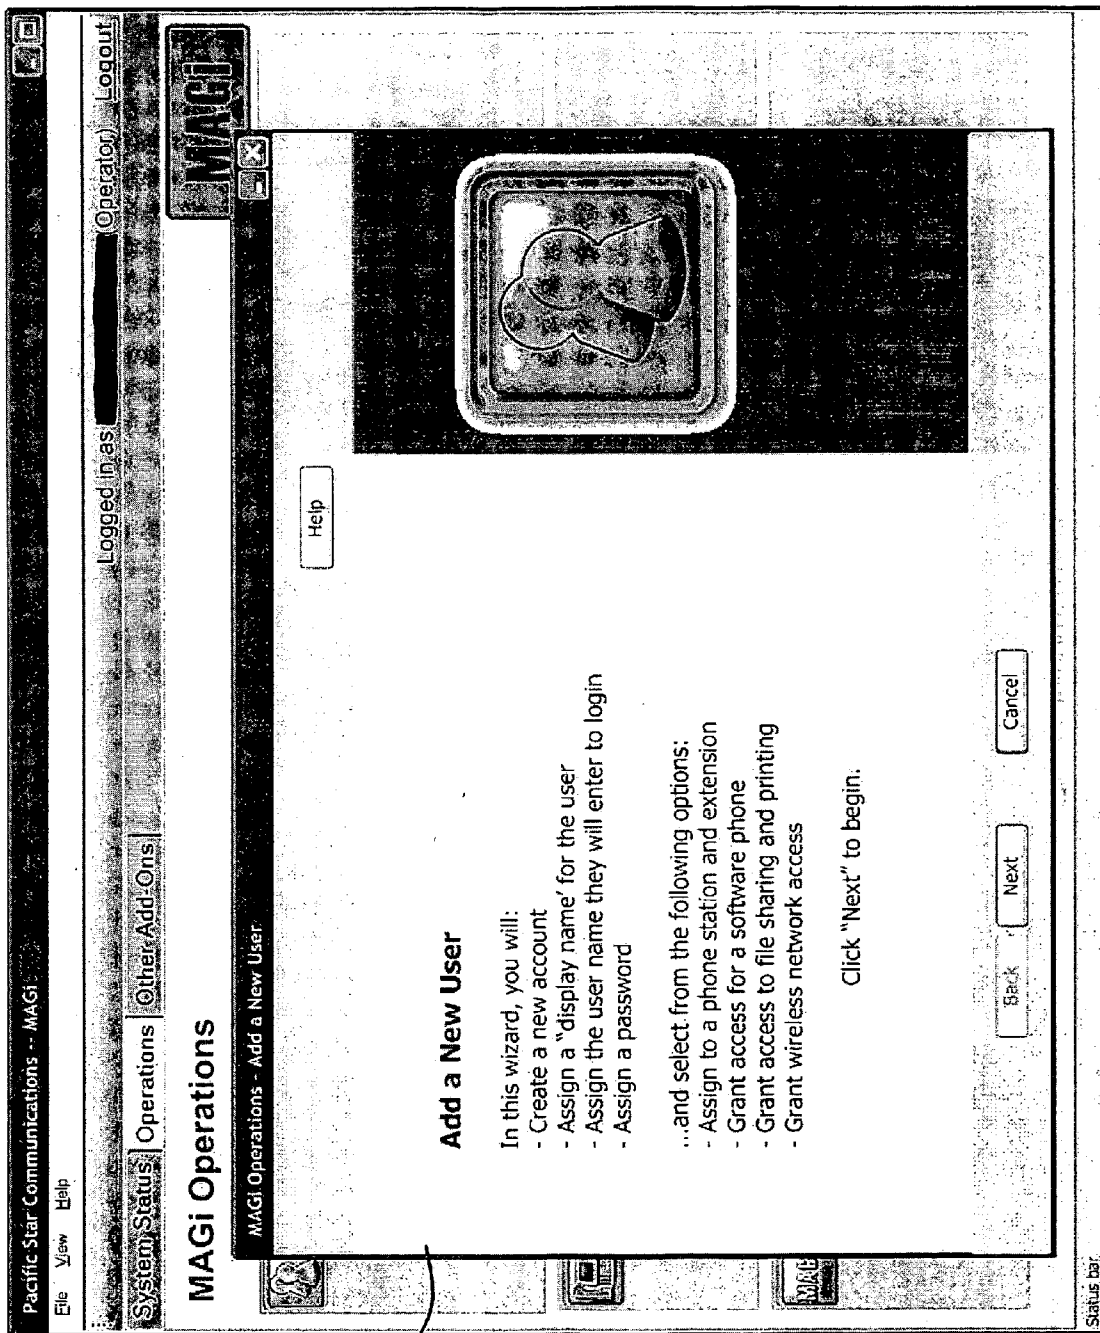 Pacific Star Communications -- MAGi
File View Help
Logged in as (Operator) Logout
System Status Operations Other Add-Ons
MAGi Operations
MAGi
MAGi Operations - Add a New User
Help
Add a New User
In this wizard, you will:
- Create a new account
- Assign a "display name' for the user
- Assign the user name they will enter to login
- Assign a password
...and select from the following options:
- Assign to a phone station and extension
- Grant access for a software phone
- Grant access to file sharing and printing
- Grant wireless network access
Click "Next" to begin.
Back Next Cancel
Status bar